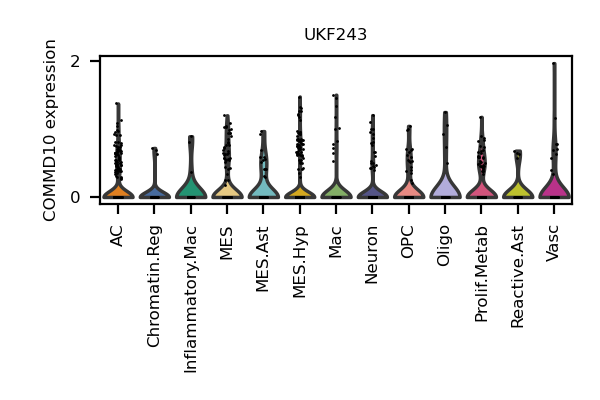 UKF243
COMMD10 expression
2
0
AC
Chromatin.Reg
Inflammatory.Mac
MES
MES.Ast
MES.Hyp
Mac
Neuron
OPC
Oligo
Prolif.Metab
Reactive.Ast
Vasc